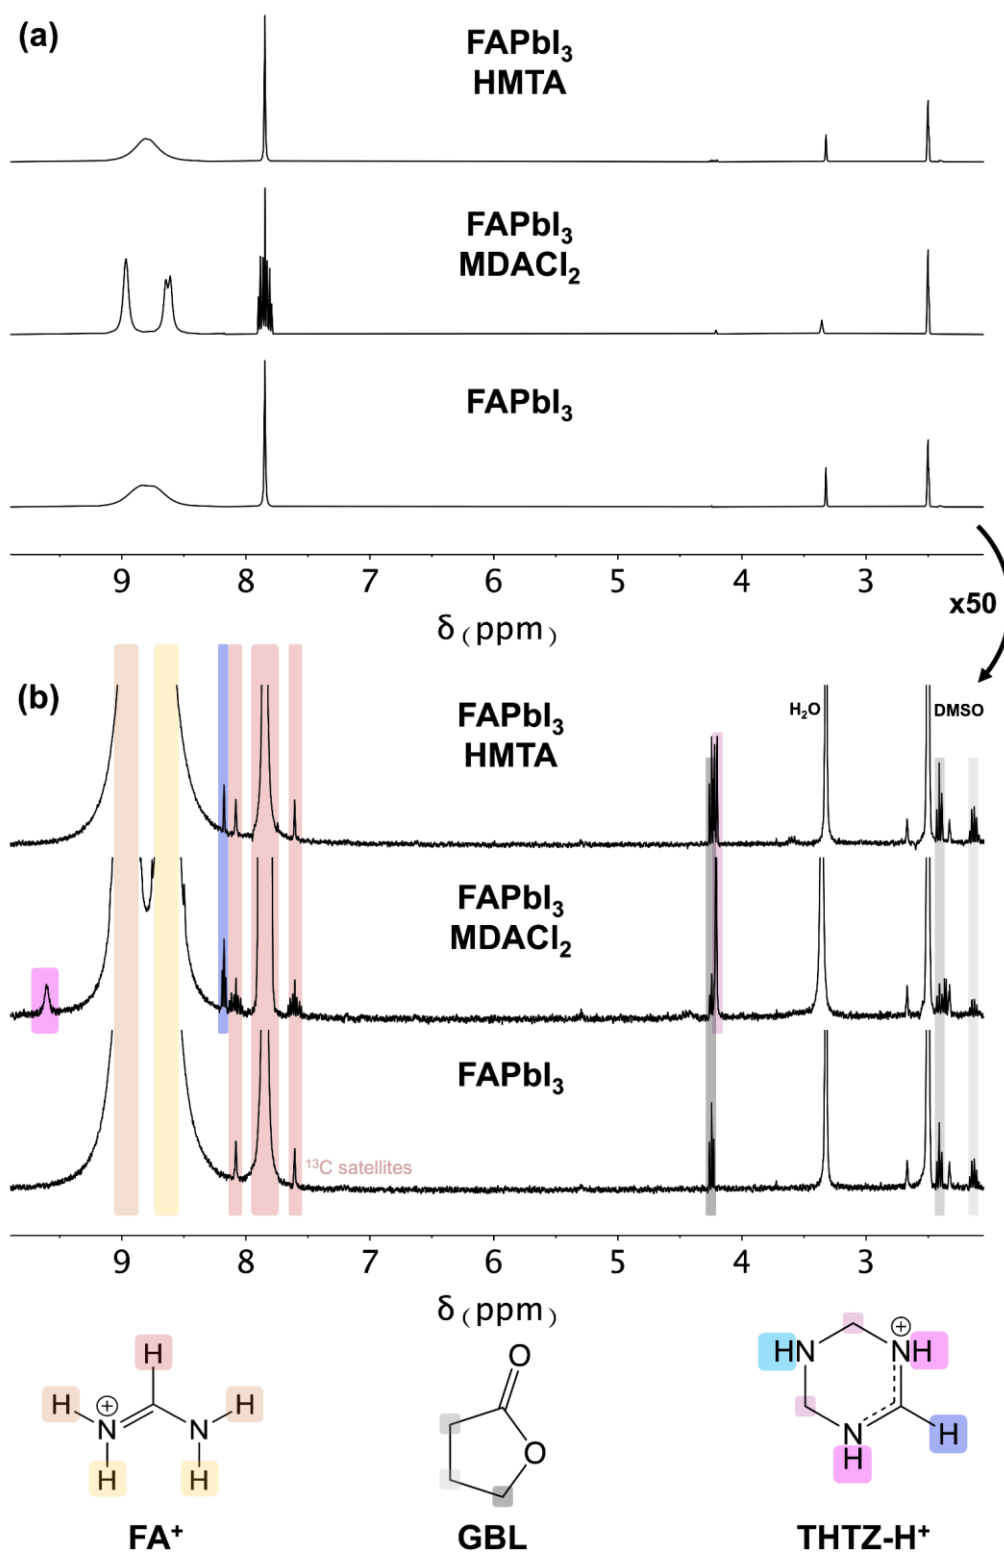 (a)
FAPbI₃
HMTA
FAPbI₃
MDACl₂
FAPbI₃
9 8 7 6 5 4 3
δ (ppm)
x50
(b)
FAPbI₃
HMTA
H₂O
DMSO
FAPbI₃
MDACl₂
FAPbI₃
¹³C satellites
9 8 7 6 5 4 3
δ (ppm)
H
H
⊕
N
N
H
H
H
FA⁺
O
O
GBL
⊕
HN
NH
N
H
H
THTZ-H⁺